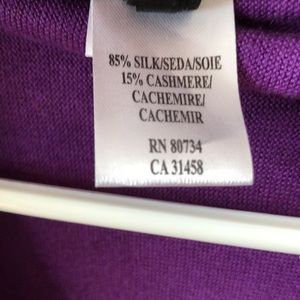 85% SILK/SEDA/SOIE
15% CASHMERE/
CACHEMIRE/
CACHEMIR
RN 80734
CA 31458